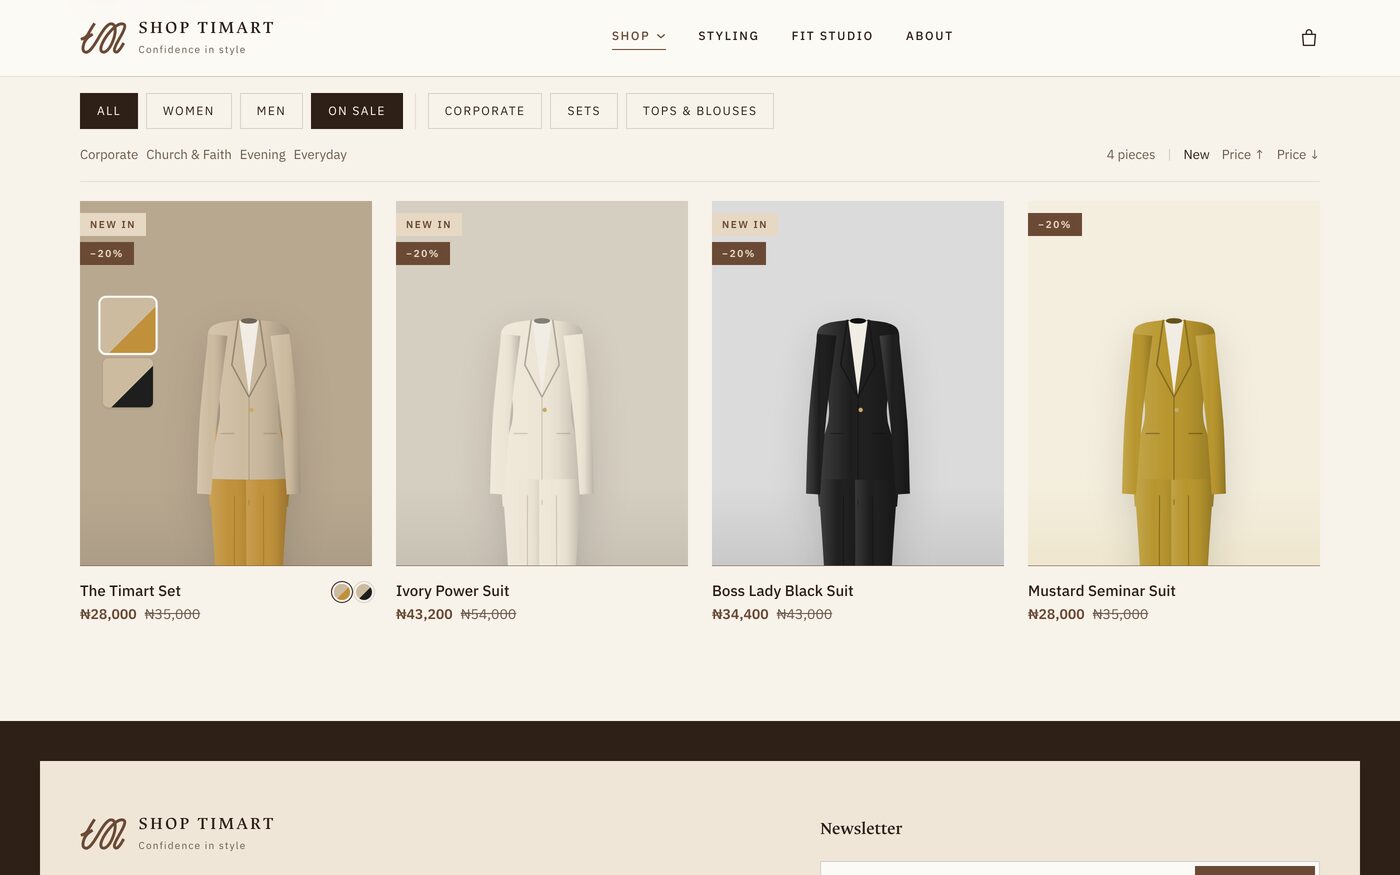 SHOP TIMART
Confidence in style
SHOP STYLING FIT STUDIO ABOUT
ALL WOMEN MEN ON SALE CORPORATE SETS TOPS & BLOUSES
Corporate Church & Faith Evening Everyday 4 pieces New Price ↑ Price ↓
NEW IN NEW IN NEW IN −20%
−20% −20% −20%
The Timart Set Ivory Power Suit Boss Lady Black Suit Mustard Seminar Suit
₦28,000 ₦35,000 ₦43,200 ₦54,000 ₦34,400 ₦43,000 ₦28,000 ₦35,000
SHOP TIMART
Confidence in style
Newsletter